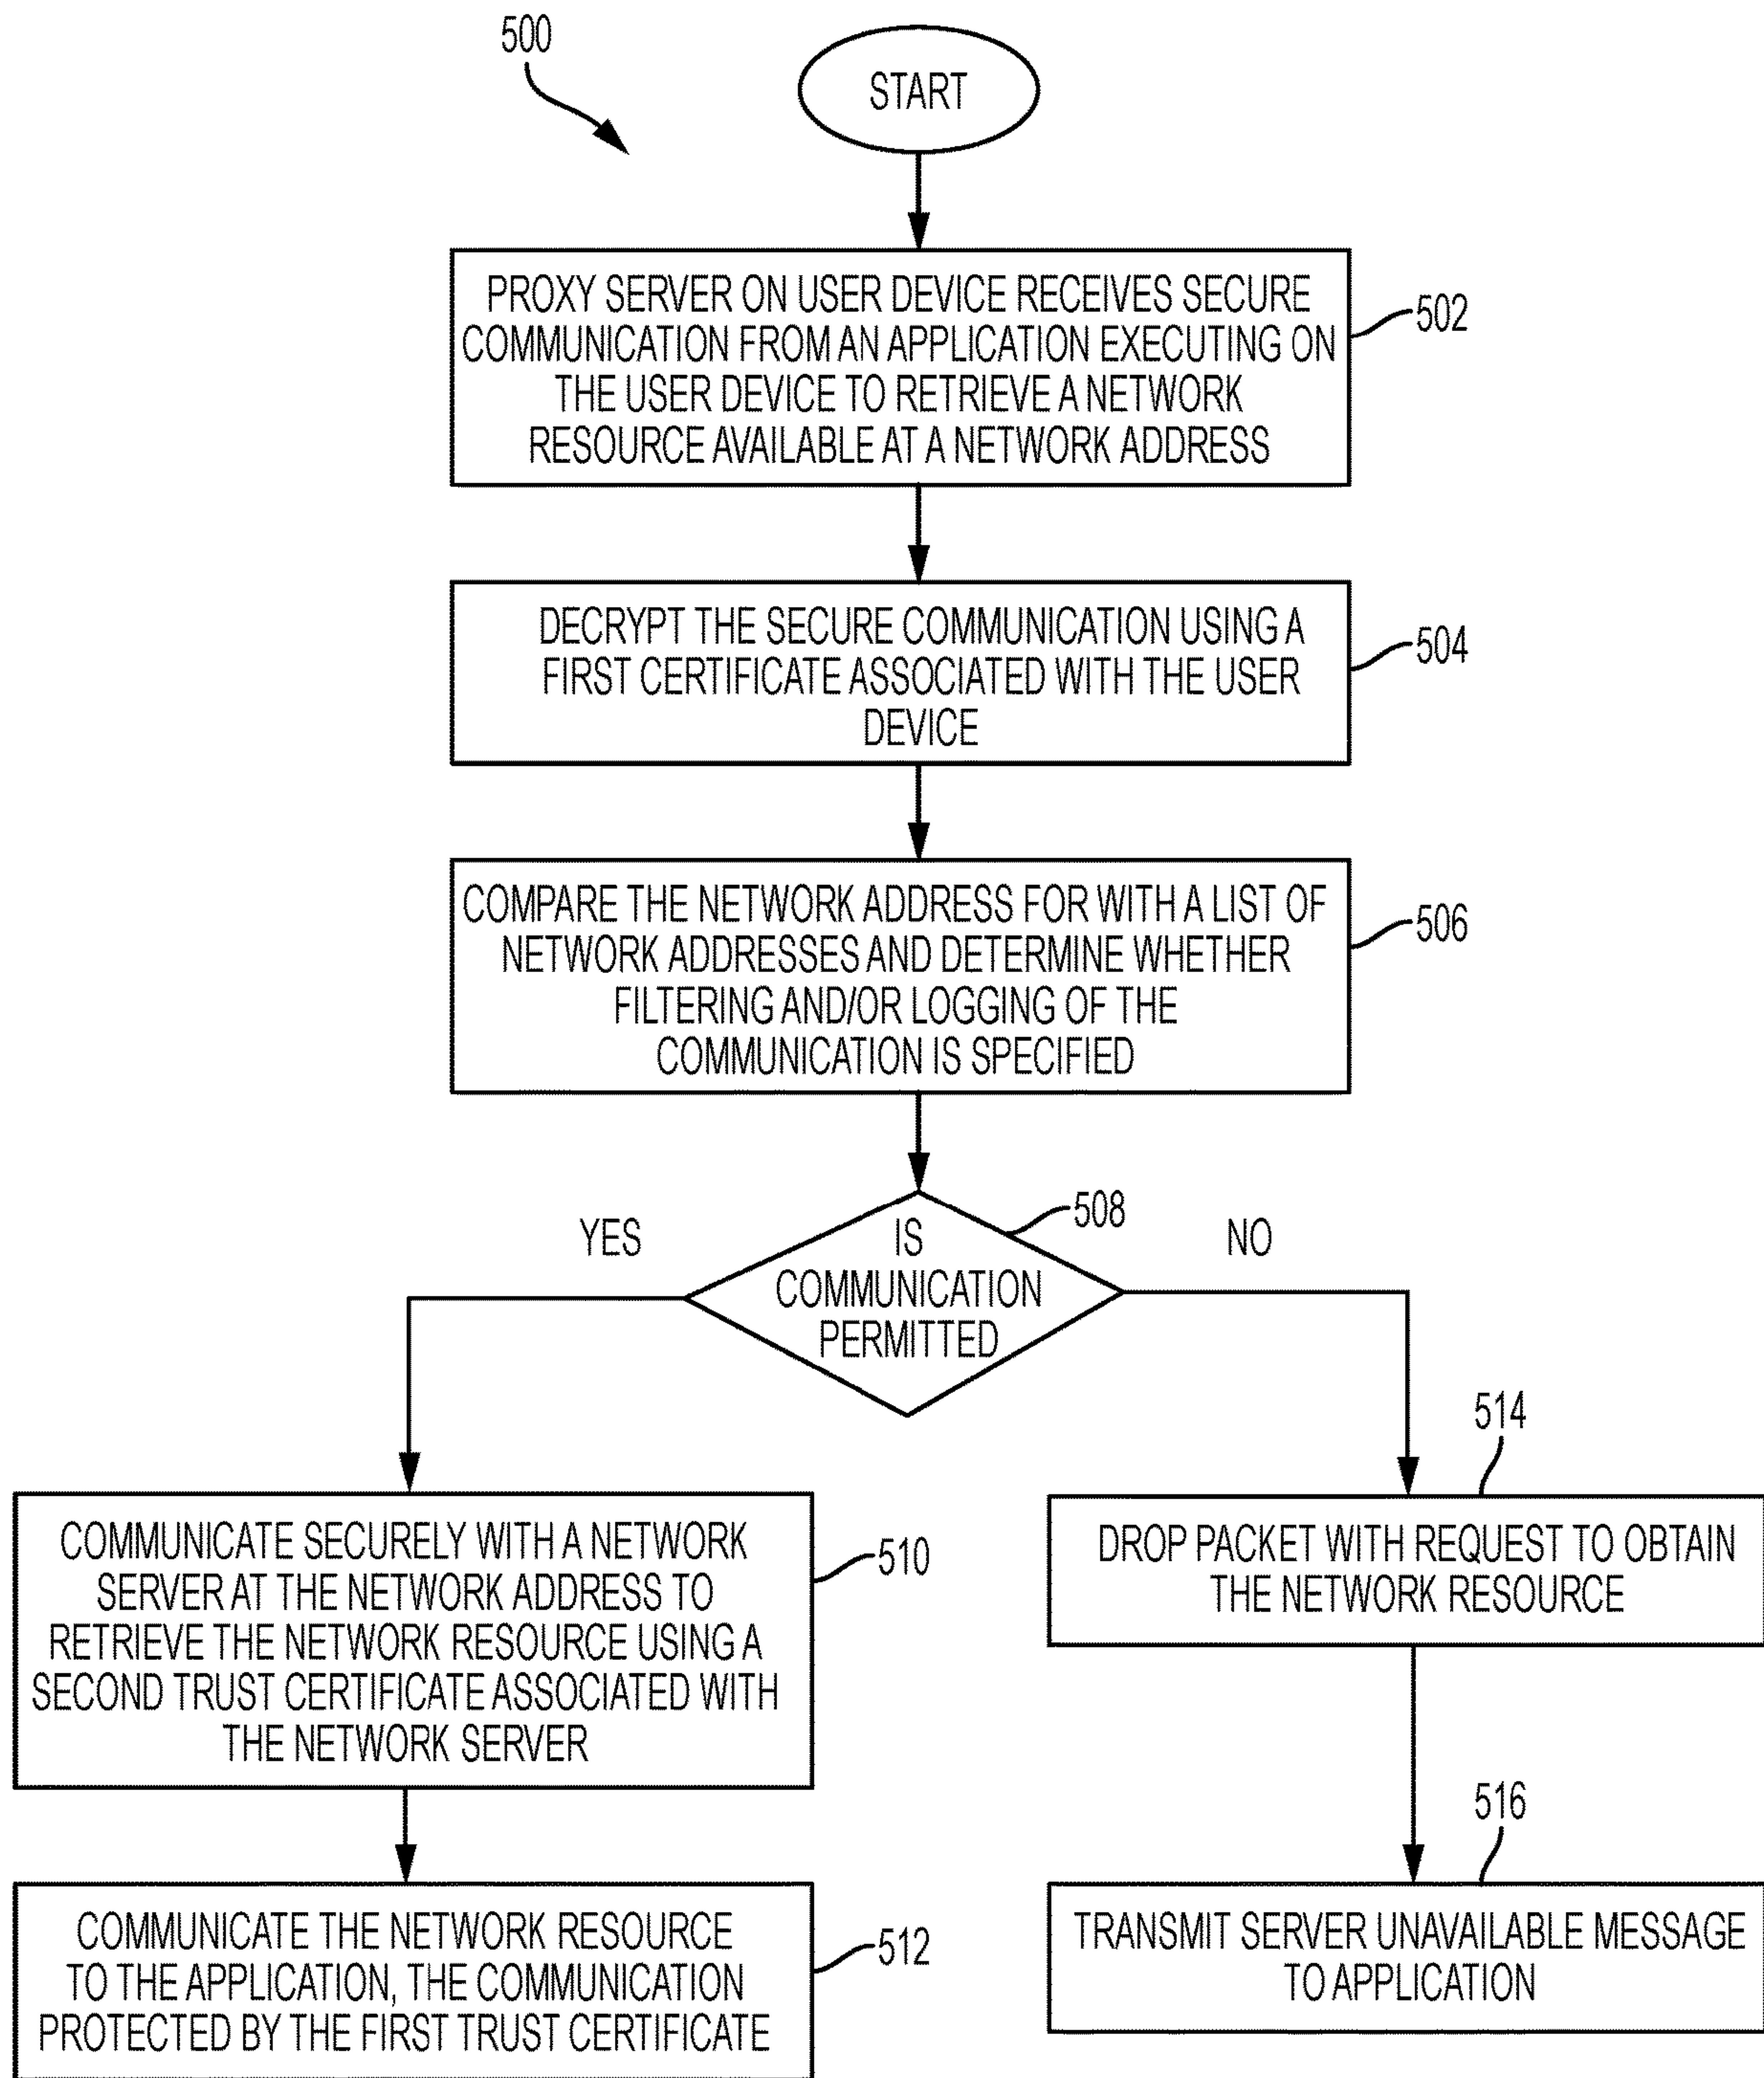 500
START
PROXY SERVER ON USER DEVICE RECEIVES SECURE
COMMUNICATION FROM AN APPLICATION EXECUTING ON
THE USER DEVICE TO RETRIEVE A NETWORK
RESOURCE AVAILABLE AT A NETWORK ADDRESS
502
DECRYPT THE SECURE COMMUNICATION USING A
FIRST CERTIFICATE ASSOCIATED WITH THE USER
DEVICE
504
COMPARE THE NETWORK ADDRESS FOR WITH A LIST OF
NETWORK ADDRESSES AND DETERMINE WHETHER
FILTERING AND/OR LOGGING OF THE
COMMUNICATION IS SPECIFIED
506
508
YES
IS
COMMUNICATION
PERMITTED
NO
COMMUNICATE SECURELY WITH A NETWORK
SERVER AT THE NETWORK ADDRESS TO
RETRIEVE THE NETWORK RESOURCE USING A
SECOND TRUST CERTIFICATE ASSOCIATED WITH
THE NETWORK SERVER
510
514
DROP PACKET WITH REQUEST TO OBTAIN
THE NETWORK RESOURCE
COMMUNICATE THE NETWORK RESOURCE
TO THE APPLICATION, THE COMMUNICATION
PROTECTED BY THE FIRST TRUST CERTIFICATE
512
516
TRANSMIT SERVER UNAVAILABLE MESSAGE
TO APPLICATION